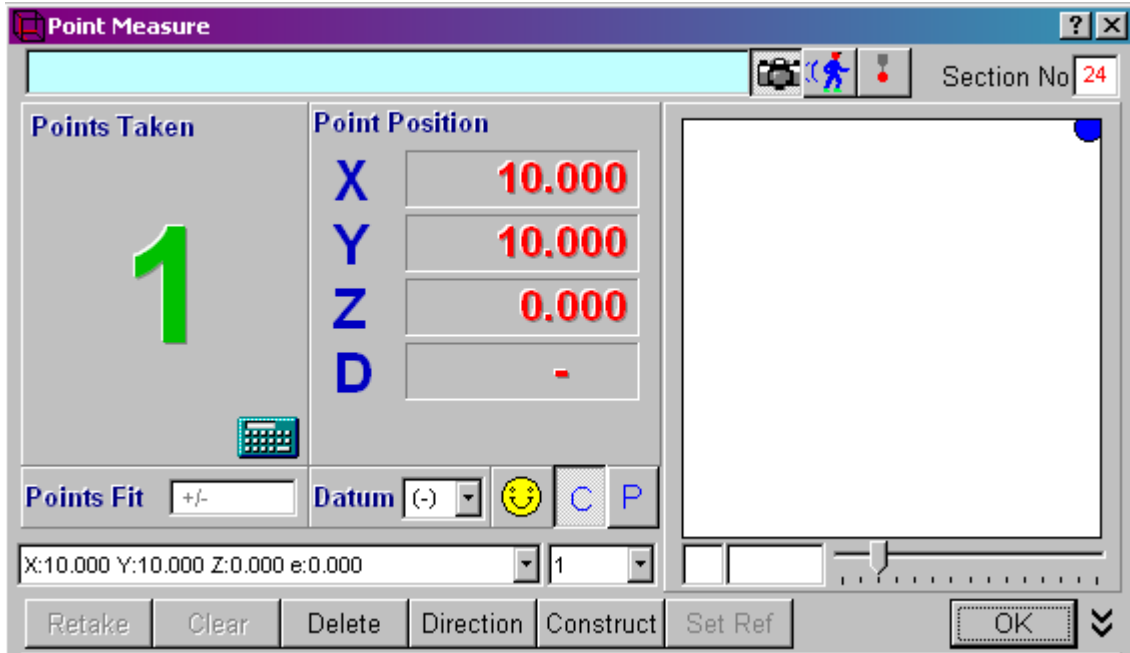 Point Measure
Section No 24
Points Taken
1
Point Position
X 10.000
Y 10.000
Z 0.000
D -
Points Fit +/-
Datum (-) C P
X:10.000 Y:10.000 Z:0.000 e:0.000 1
Retake Clear Delete Direction Construct Set Ref OK